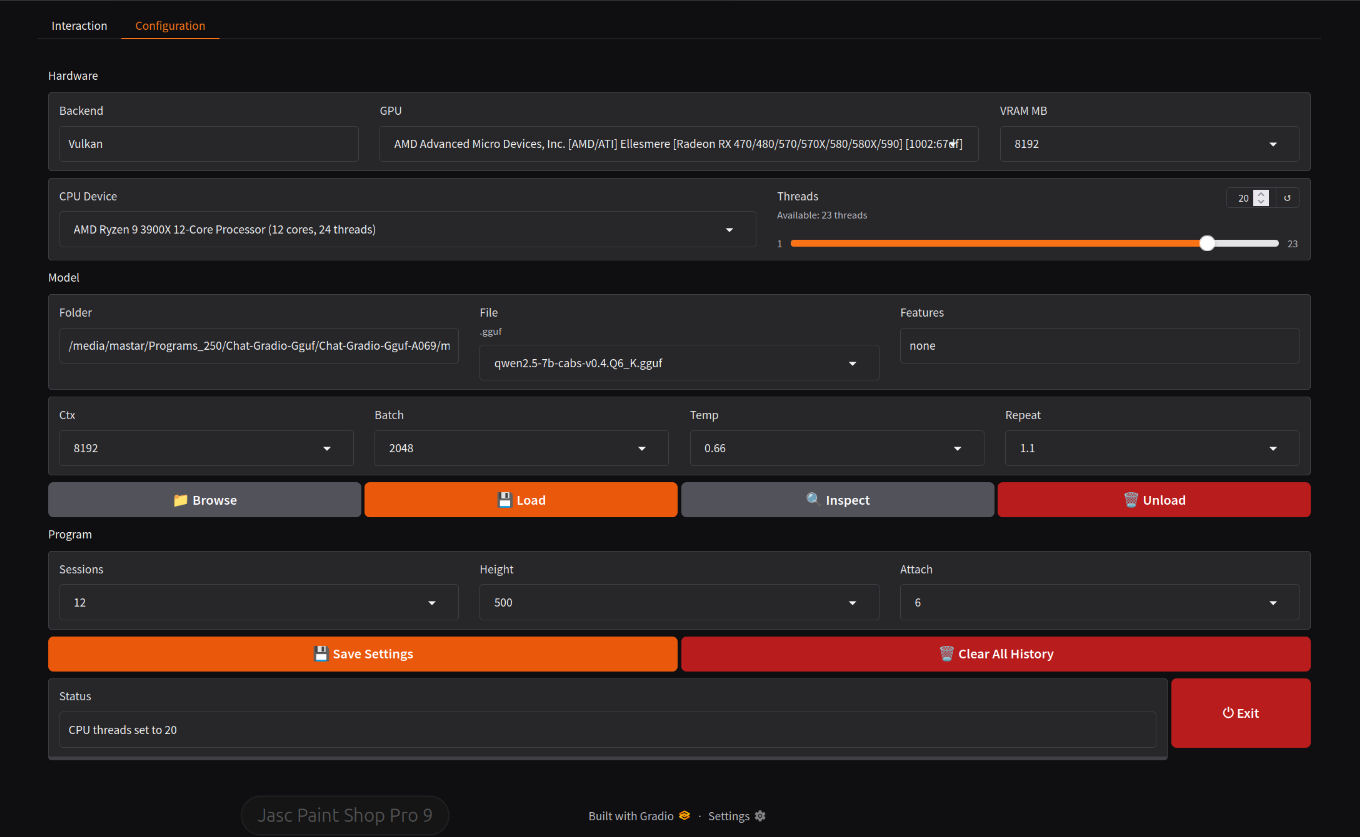 Interaction Configuration
Hardware
Backend GPU VRAM MB
Vulkan AMD Advanced Micro Devices, Inc. [AMD/ATI] Ellesmere [Radeon RX 470/480/570/570X/580/580X/590] [1002:67df] 8192
CPU Device Threads 20 ↺
Available: 23 threads
AMD Ryzen 9 3900X 12-Core Processor (12 cores, 24 threads) 1 23
Model
Folder File Features
.gguf
/media/mastar/Programs_250/Chat-Gradio-Gguf/Chat-Gradio-Gguf-A069/m qwen2.5-7b-cabs-v0.4.Q6_K.gguf none
Ctx Batch Temp Repeat
8192 2048 0.66 1.1
Browse Load Inspect Unload
Program
Sessions Height Attach
12 500 6
Save Settings Clear All History
Status
CPU threads set to 20 Exit
Jasc Paint Shop Pro 9 Built with Gradio · Settings